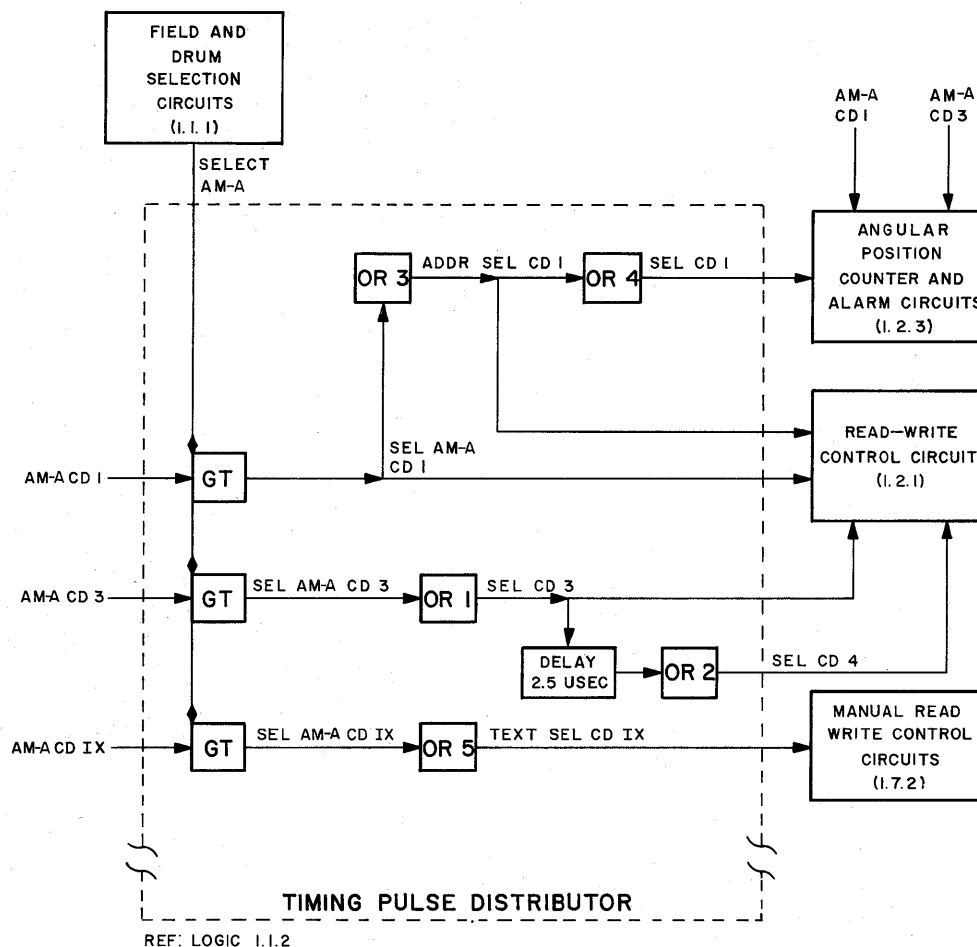 FIELD AND
DRUM
SELECTION
CIRCUITS
(1.1.1)
SELECT
AM-A
AM-A
CD 1
AM-A
CD 3
OR 3
ADDR SEL CD 1
OR 4
SEL CD 1
ANGULAR
POSITION
COUNTER AND
ALARM CIRCUITS
(1.2.3)
AM-A CD 1
GT
SEL AM-A
CD 1
READ-WRITE
CONTROL CIRCUIT
(1.2.1)
AM-A CD 3
GT
SEL AM-A CD 3
OR 1
SEL CD 3
DELAY
2.5 USEC
OR 2
SEL CD 4
AM-A CD IX
GT
SEL AM-A CD IX
OR 5
TEXT SEL CD IX
MANUAL READ
WRITE CONTROL
CIRCUITS
(1.7.2)
TIMING PULSE DISTRIBUTOR
REF: LOGIC 1.1.2